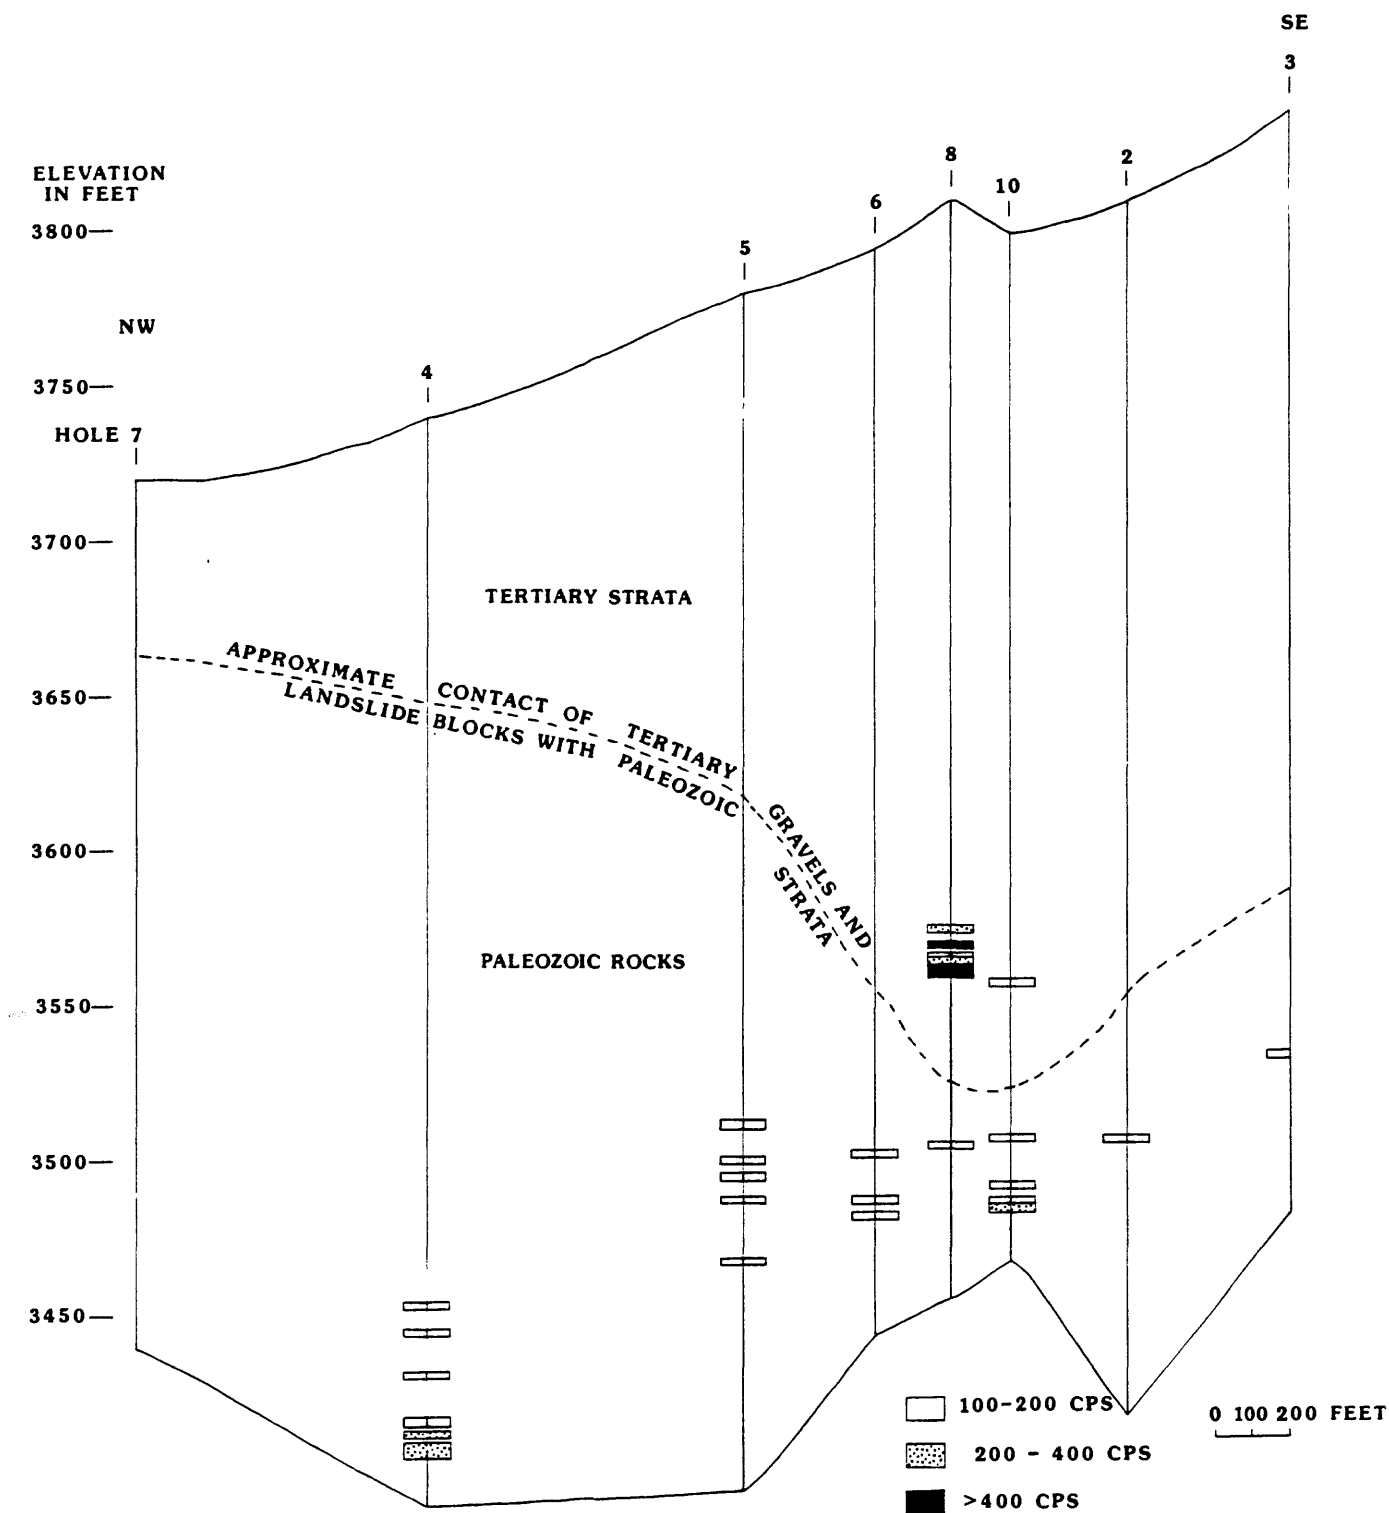 SE
3
8
2
10
6
5
4
ELEVATION
IN FEET
3800
NW
3750
HOLE 7
3700
TERTIARY STRATA
3650
APPROXIMATE CONTACT OF TERTIARY GRAVELS AND
LANDSLIDE BLOCKS WITH PALEOZOIC STRATA
3600
PALEOZOIC ROCKS
3550
3500
3450
100-200 CPS
200 - 400 CPS
>400 CPS
0 100 200 FEET